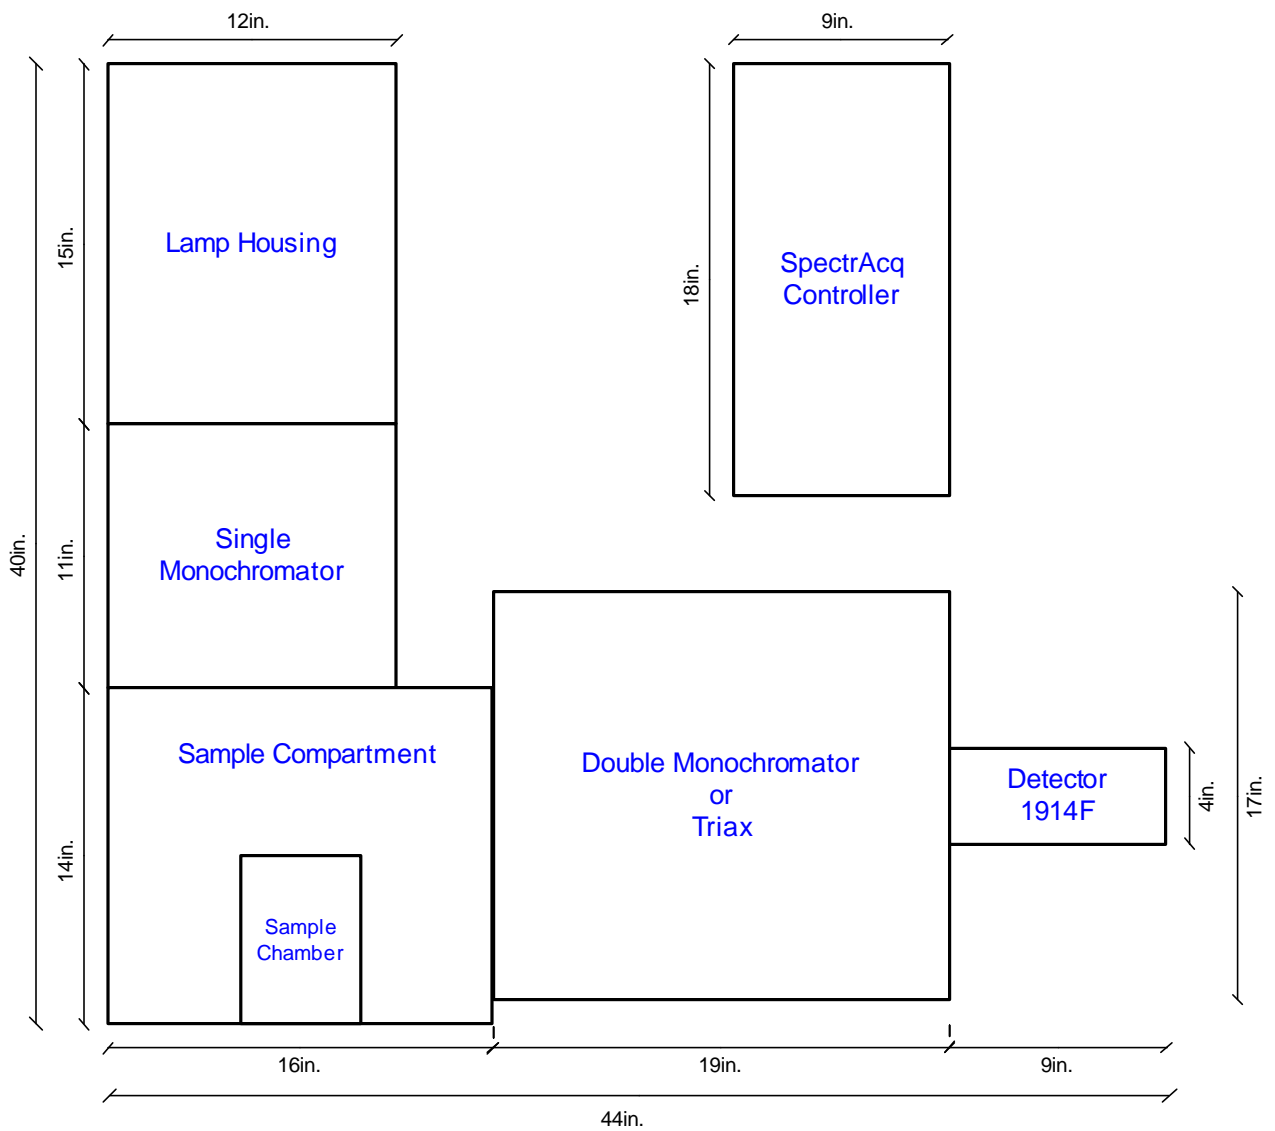 12in.
9in.
15in.
Lamp Housing
SpectrAcq
Controller
18in.
40in.
11in.
Single
Monochromator
Sample Compartment
Double Monochromator
or
Triax
Detector
1914F
4in.
17in.
14in.
Sample
Chamber
16in.
19in.
9in.
44in.